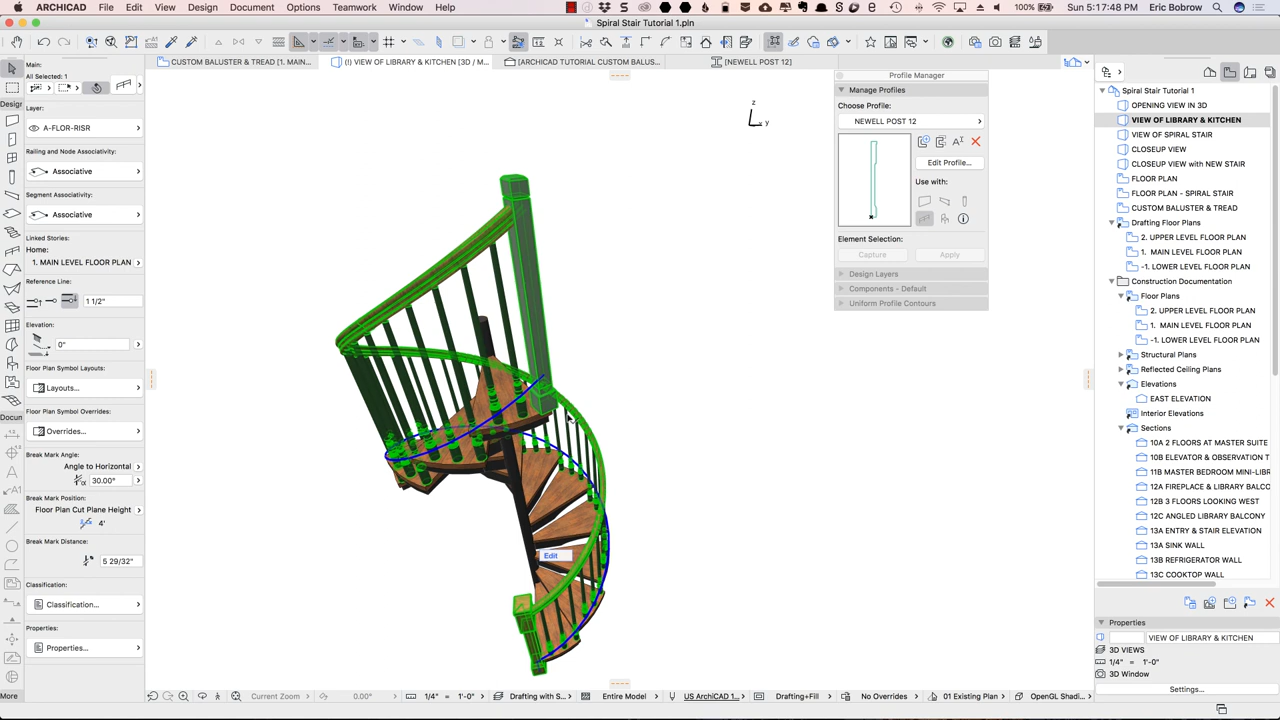 ARCHICAD File Edit View Design Document Options Teamwork Window Help 100% Sun 5:17:48 PM Eric Bobrow
Spiral Stair Tutorial 1.pln
CUSTOM BALUSTER & TREAD [1. MAIN... (!) VIEW OF LIBRARY & KITCHEN [3D / M... [ARCHICAD TUTORIAL CUSTOM BALUS... [NEWELL POST 12]
Main:
All Selected: 1
Design
Layer:
A-FLOR-RISR
Railing and Node Associativity:
Associative
Segment Associativity:
Associative
Linked Stories:
Home:
1. MAIN LEVEL FLOOR PLAN
Reference Line:
1 1/2"
Elevation:
0"
Floor Plan Symbol Layouts:
Layouts...
Docun
Floor Plan Symbol Overrides:
Overrides...
Break Mark Angle:
Angle to Horizontal
30.00°
Break Mark Position:
Floor Plan Cut Plane Height
4'
Break Mark Distance:
5 29/32"
Classification:
Classification...
Properties:
Properties...
More
z
y
Edit
Profile Manager
Manage Profiles
Choose Profile:
NEWELL POST 12
Edit Profile...
Use with:
Element Selection:
Capture Apply
Design Layers
Components - Default
Uniform Profile Contours
Spiral Stair Tutorial 1
OPENING VIEW IN 3D
VIEW OF LIBRARY & KITCHEN
VIEW OF SPIRAL STAIR
CLOSEUP VIEW
CLOSEUP VIEW with NEW STAIR
FLOOR PLAN
FLOOR PLAN - SPIRAL STAIR
CUSTOM BALUSTER & TREAD
Drafting Floor Plans
2. UPPER LEVEL FLOOR PLAN
1. MAIN LEVEL FLOOR PLAN
-1. LOWER LEVEL FLOOR PLAN
Construction Documentation
Floor Plans
2. UPPER LEVEL FLOOR PLAN
1. MAIN LEVEL FLOOR PLAN
-1. LOWER LEVEL FLOOR PLAN
Structural Plans
Reflected Ceiling Plans
Elevations
EAST ELEVATION
Interior Elevations
Sections
10A 2 FLOORS AT MASTER SUITE
10B ELEVATOR & OBSERVATION T
11B MASTER BEDROOM MINI-LIBR
12A FIREPLACE & LIBRARY BALCO
12B 3 FLOORS LOOKING WEST
12C ANGLED LIBRARY BALCONY
13A ENTRY & STAIR ELEVATION
13A SINK WALL
13B REFRIGERATOR WALL
13C COOKTOP WALL
Properties
VIEW OF LIBRARY & KITCHEN
3D VIEWS
1/4" = 1'-0"
3D Window
Settings...
Current Zoom 0.00° 1/4" = 1'-0" Drafting with S... Entire Model US ArchiCAD 1... Drafting+Fill No Overrides 01 Existing Plan OpenGL Shadi...